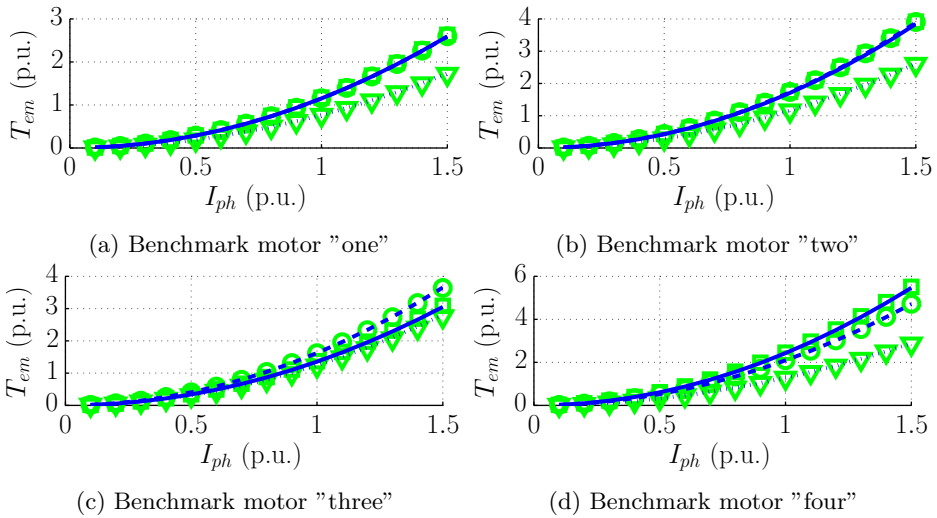 3
2
1
0
T_em (p.u.)
0 0.5 1 1.5
I_ph (p.u.)
(a) Benchmark motor "one"
4
3
2
1
0
T_em (p.u.)
0 0.5 1 1.5
I_ph (p.u.)
(b) Benchmark motor "two"
4
3
2
1
0
T_em (p.u.)
0 0.5 1 1.5
I_ph (p.u.)
(c) Benchmark motor "three"
6
4
2
0
T_em (p.u.)
0 0.5 1 1.5
I_ph (p.u.)
(d) Benchmark motor "four"